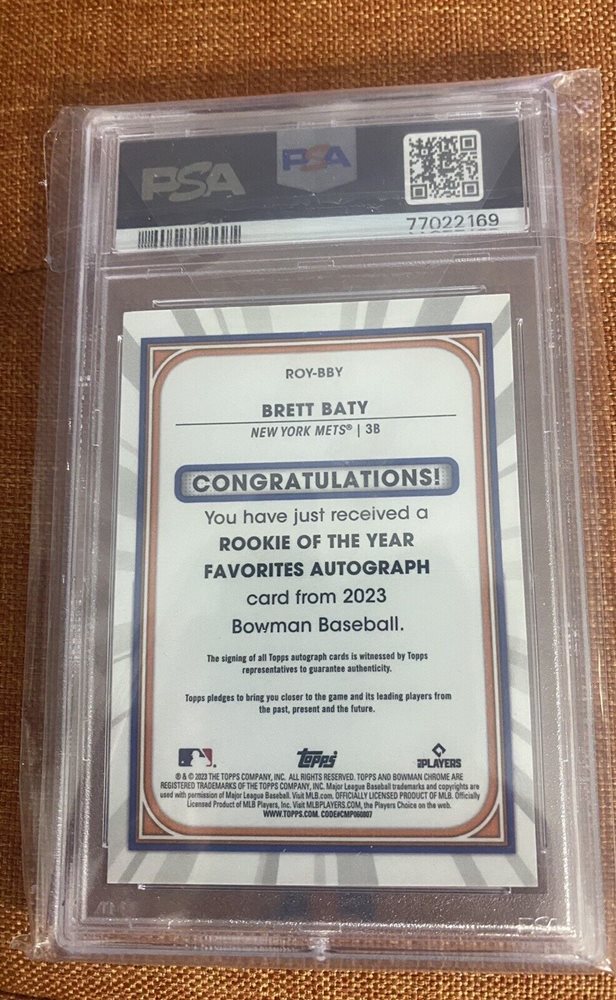 PSA
PSA
77022169
ROY-BBY
BRETT BATY
NEW YORK METS® | 3B
CONGRATULATIONS!
You have just received a
ROOKIE OF THE YEAR
FAVORITES AUTOGRAPH
card from 2023
Bowman Baseball.
The signing of all Topps autograph cards is witnessed by Topps
representatives to guarantee authenticity.
Topps pledges to bring you closer to the game and its leading players from
the past, present and the future.
topps
PLAYERS
® & © 2023 THE TOPPS COMPANY, INC. ALL RIGHTS RESERVED. TOPPS AND BOWMAN CHROME ARE
REGISTERED TRADEMARKS OF THE TOPPS COMPANY, INC. Major League Baseball trademarks and copyrights are
used with permission of Major League Baseball. Visit MLB.com. OFFICIALLY LICENSED PRODUCT OF MLB. Officially
Licensed Product of MLB Players, Inc. Visit MLBPLAYERS.COM, the Players Choice on the web.
WWW.TOPPS.COM. CODE#CMP060807
PSA